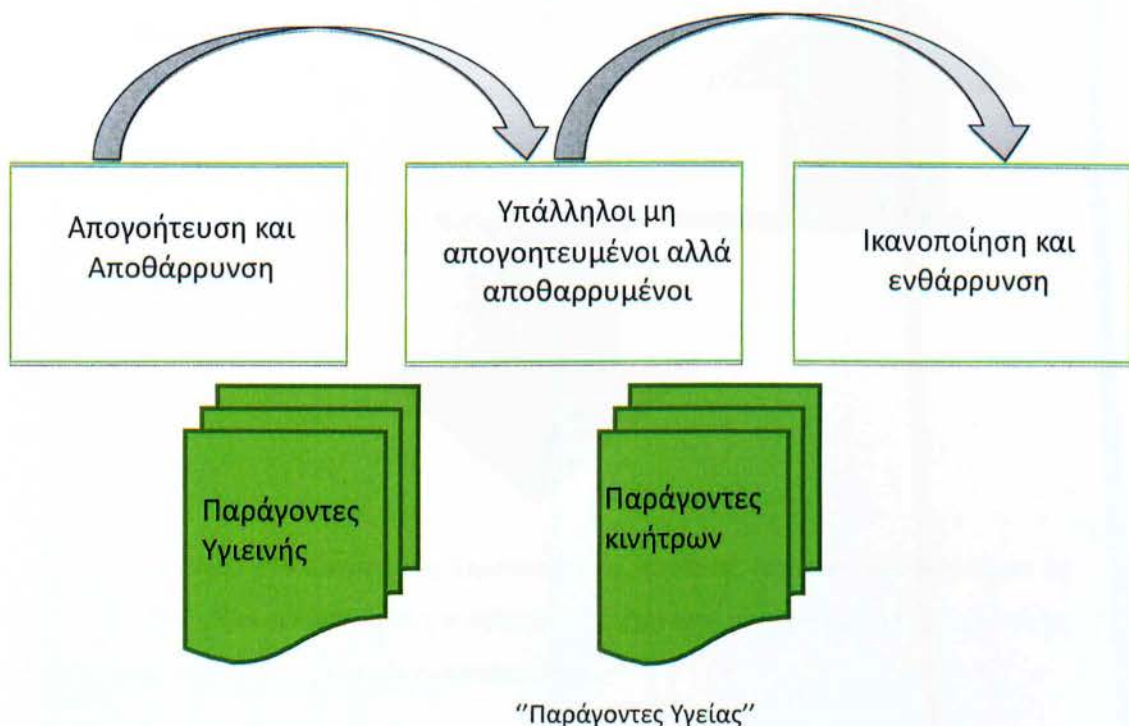 Απογοήτευση και
Αποθάρρυνση
Υπάλληλοι μη
απογοητευμένοι αλλά
αποθαρρυμένοι
Ικανοποίηση και
ενθάρρυνση
Παράγοντες
Υγιεινής
Παράγοντες
κινήτρων
‘‘Παράγοντες Υγείας’’